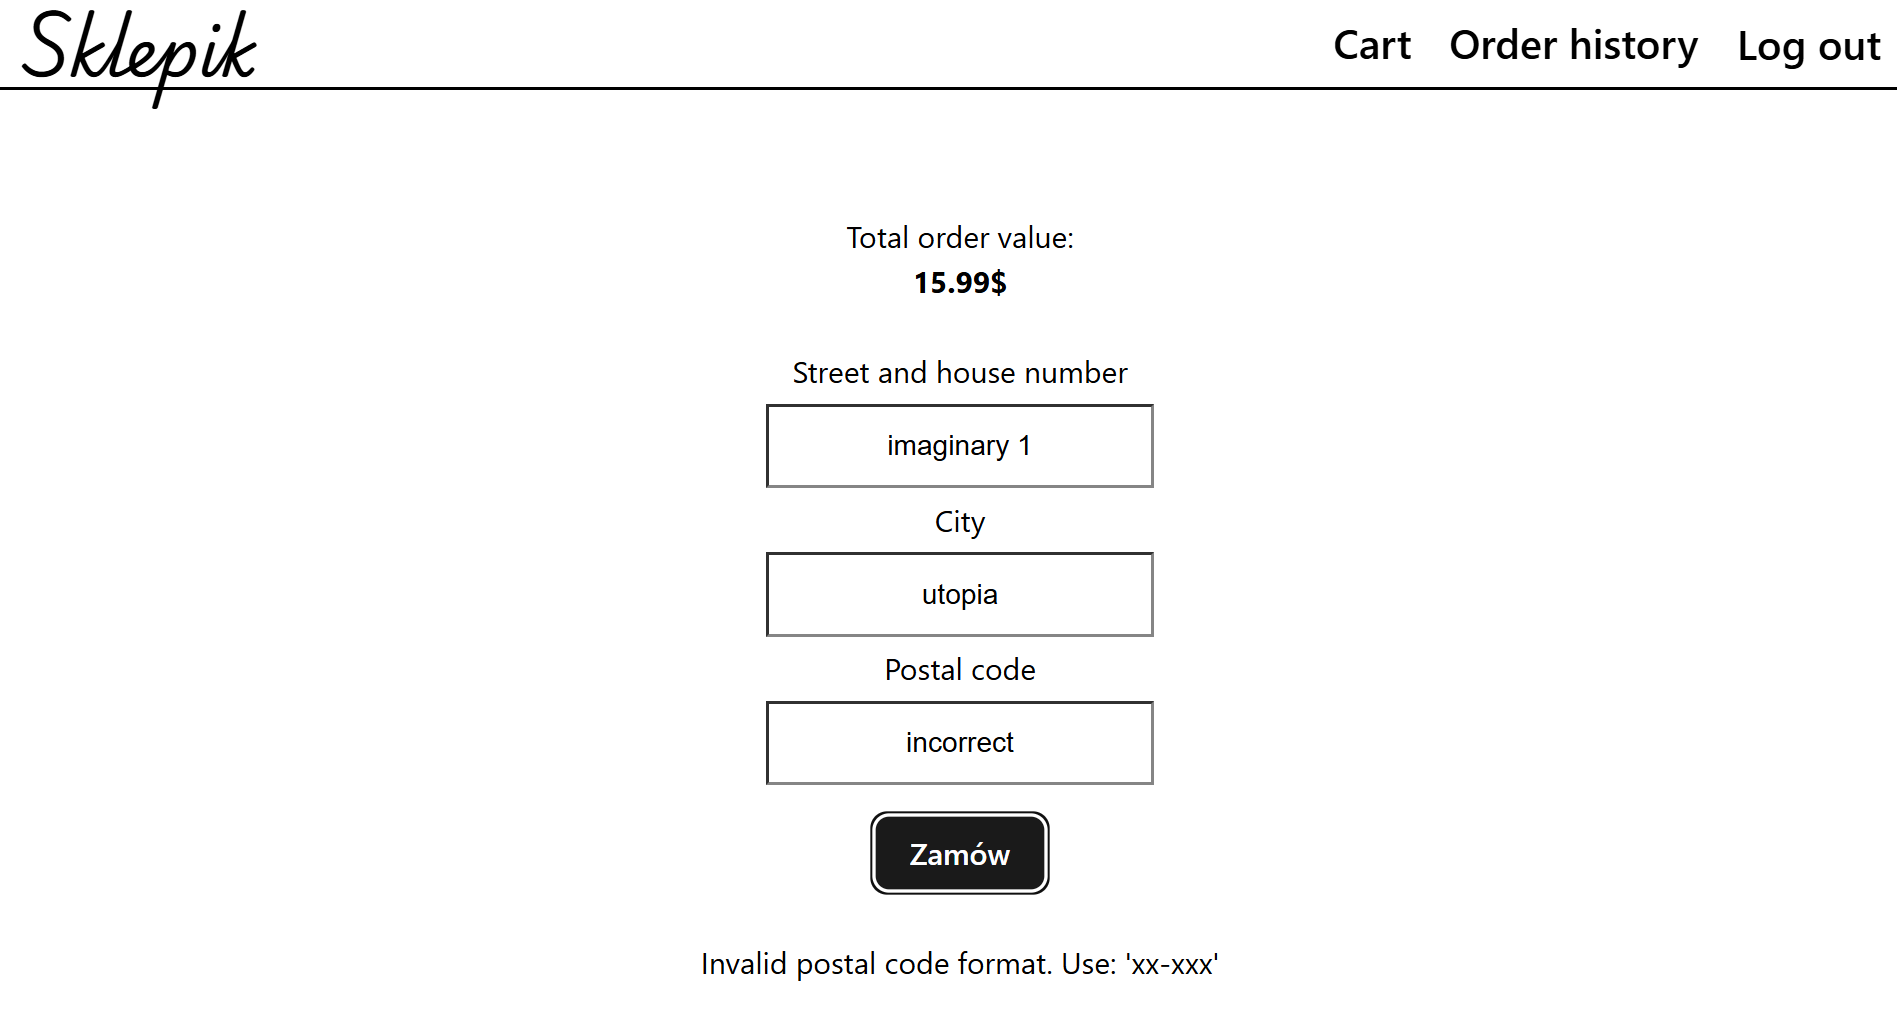 Sklepik
Cart Order history Log out
Total order value:
15.99$
Street and house number
imaginary 1
City
utopia
Postal code
incorrect
Zamów
Invalid postal code format. Use: 'xx-xxx'